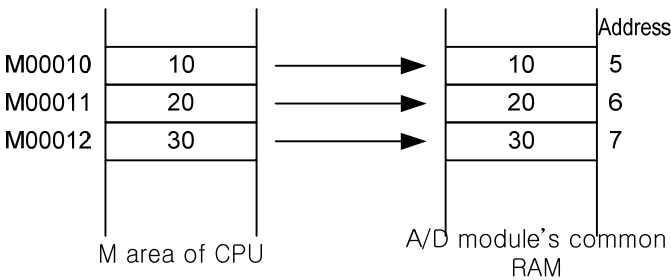 Address
M00010 10 10 5
M00011 20 20 6
M00012 30 30 7
M area of CPU
A/D module's common
RAM